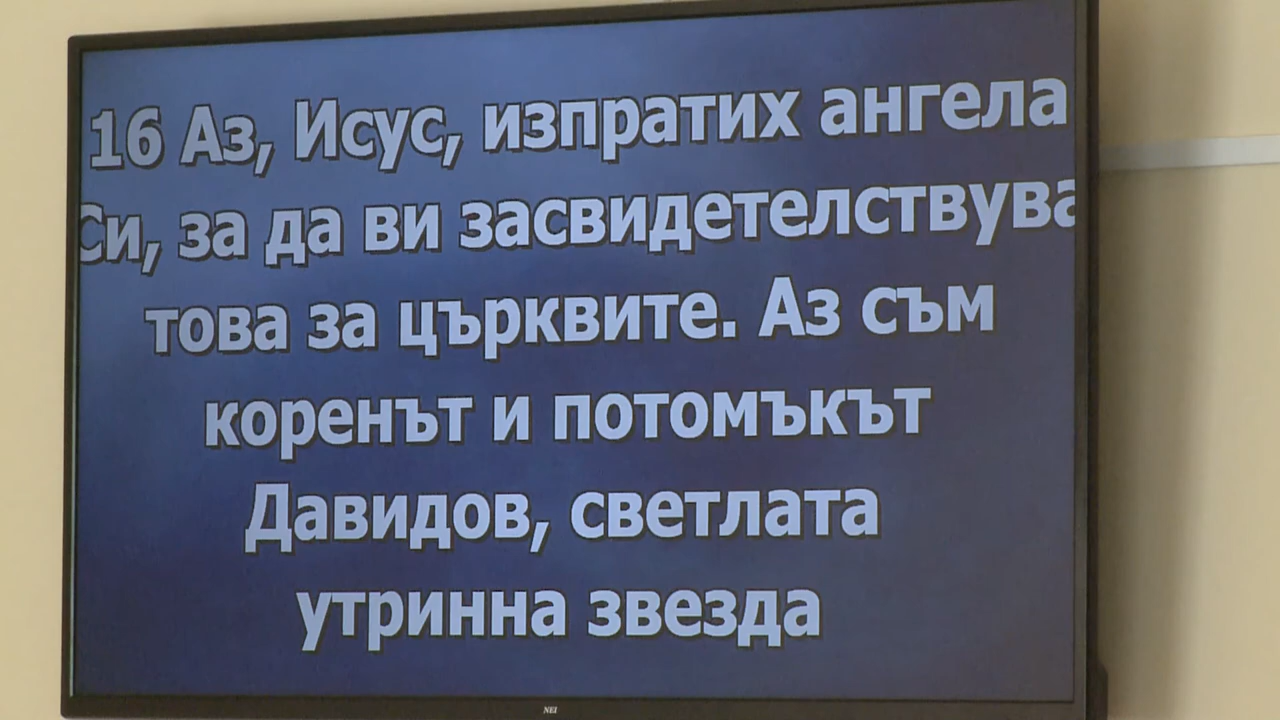 16 Аз, Исус, изпратих ангела
Си, за да ви засвидетелствува
това за църквите. Аз съм
коренът и потомъкът
Давидов, светлата
утринна звезда
NEI